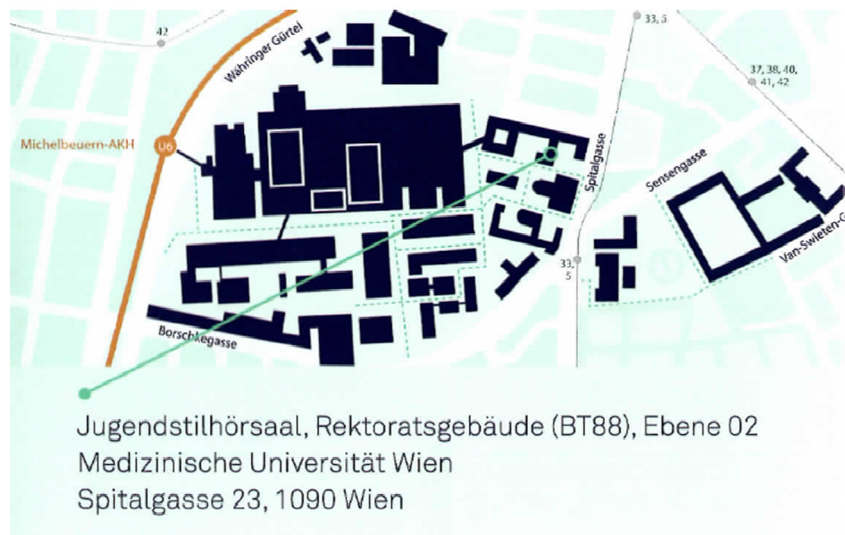 42
Währinger Gürtel
33, 5
37, 38, 40,
41, 42
Michelbeuern-AKH
U6
Spitalgasse
Sensengasse
Van-Swieten-G
33,
5
Borschkegasse
Jugendstilhörsaal, Rektoratsgebäude (BT88), Ebene 02
Medizinische Universität Wien
Spitalgasse 23, 1090 Wien